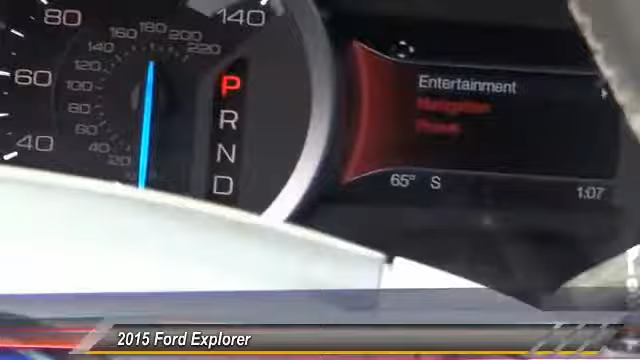 80
140
60
40
160
180
200
140
220
120
100
80
60
40
20
P
R
N
D
Entertainment
Navigation
Phone
65° S
1:07
2015 Ford Explorer